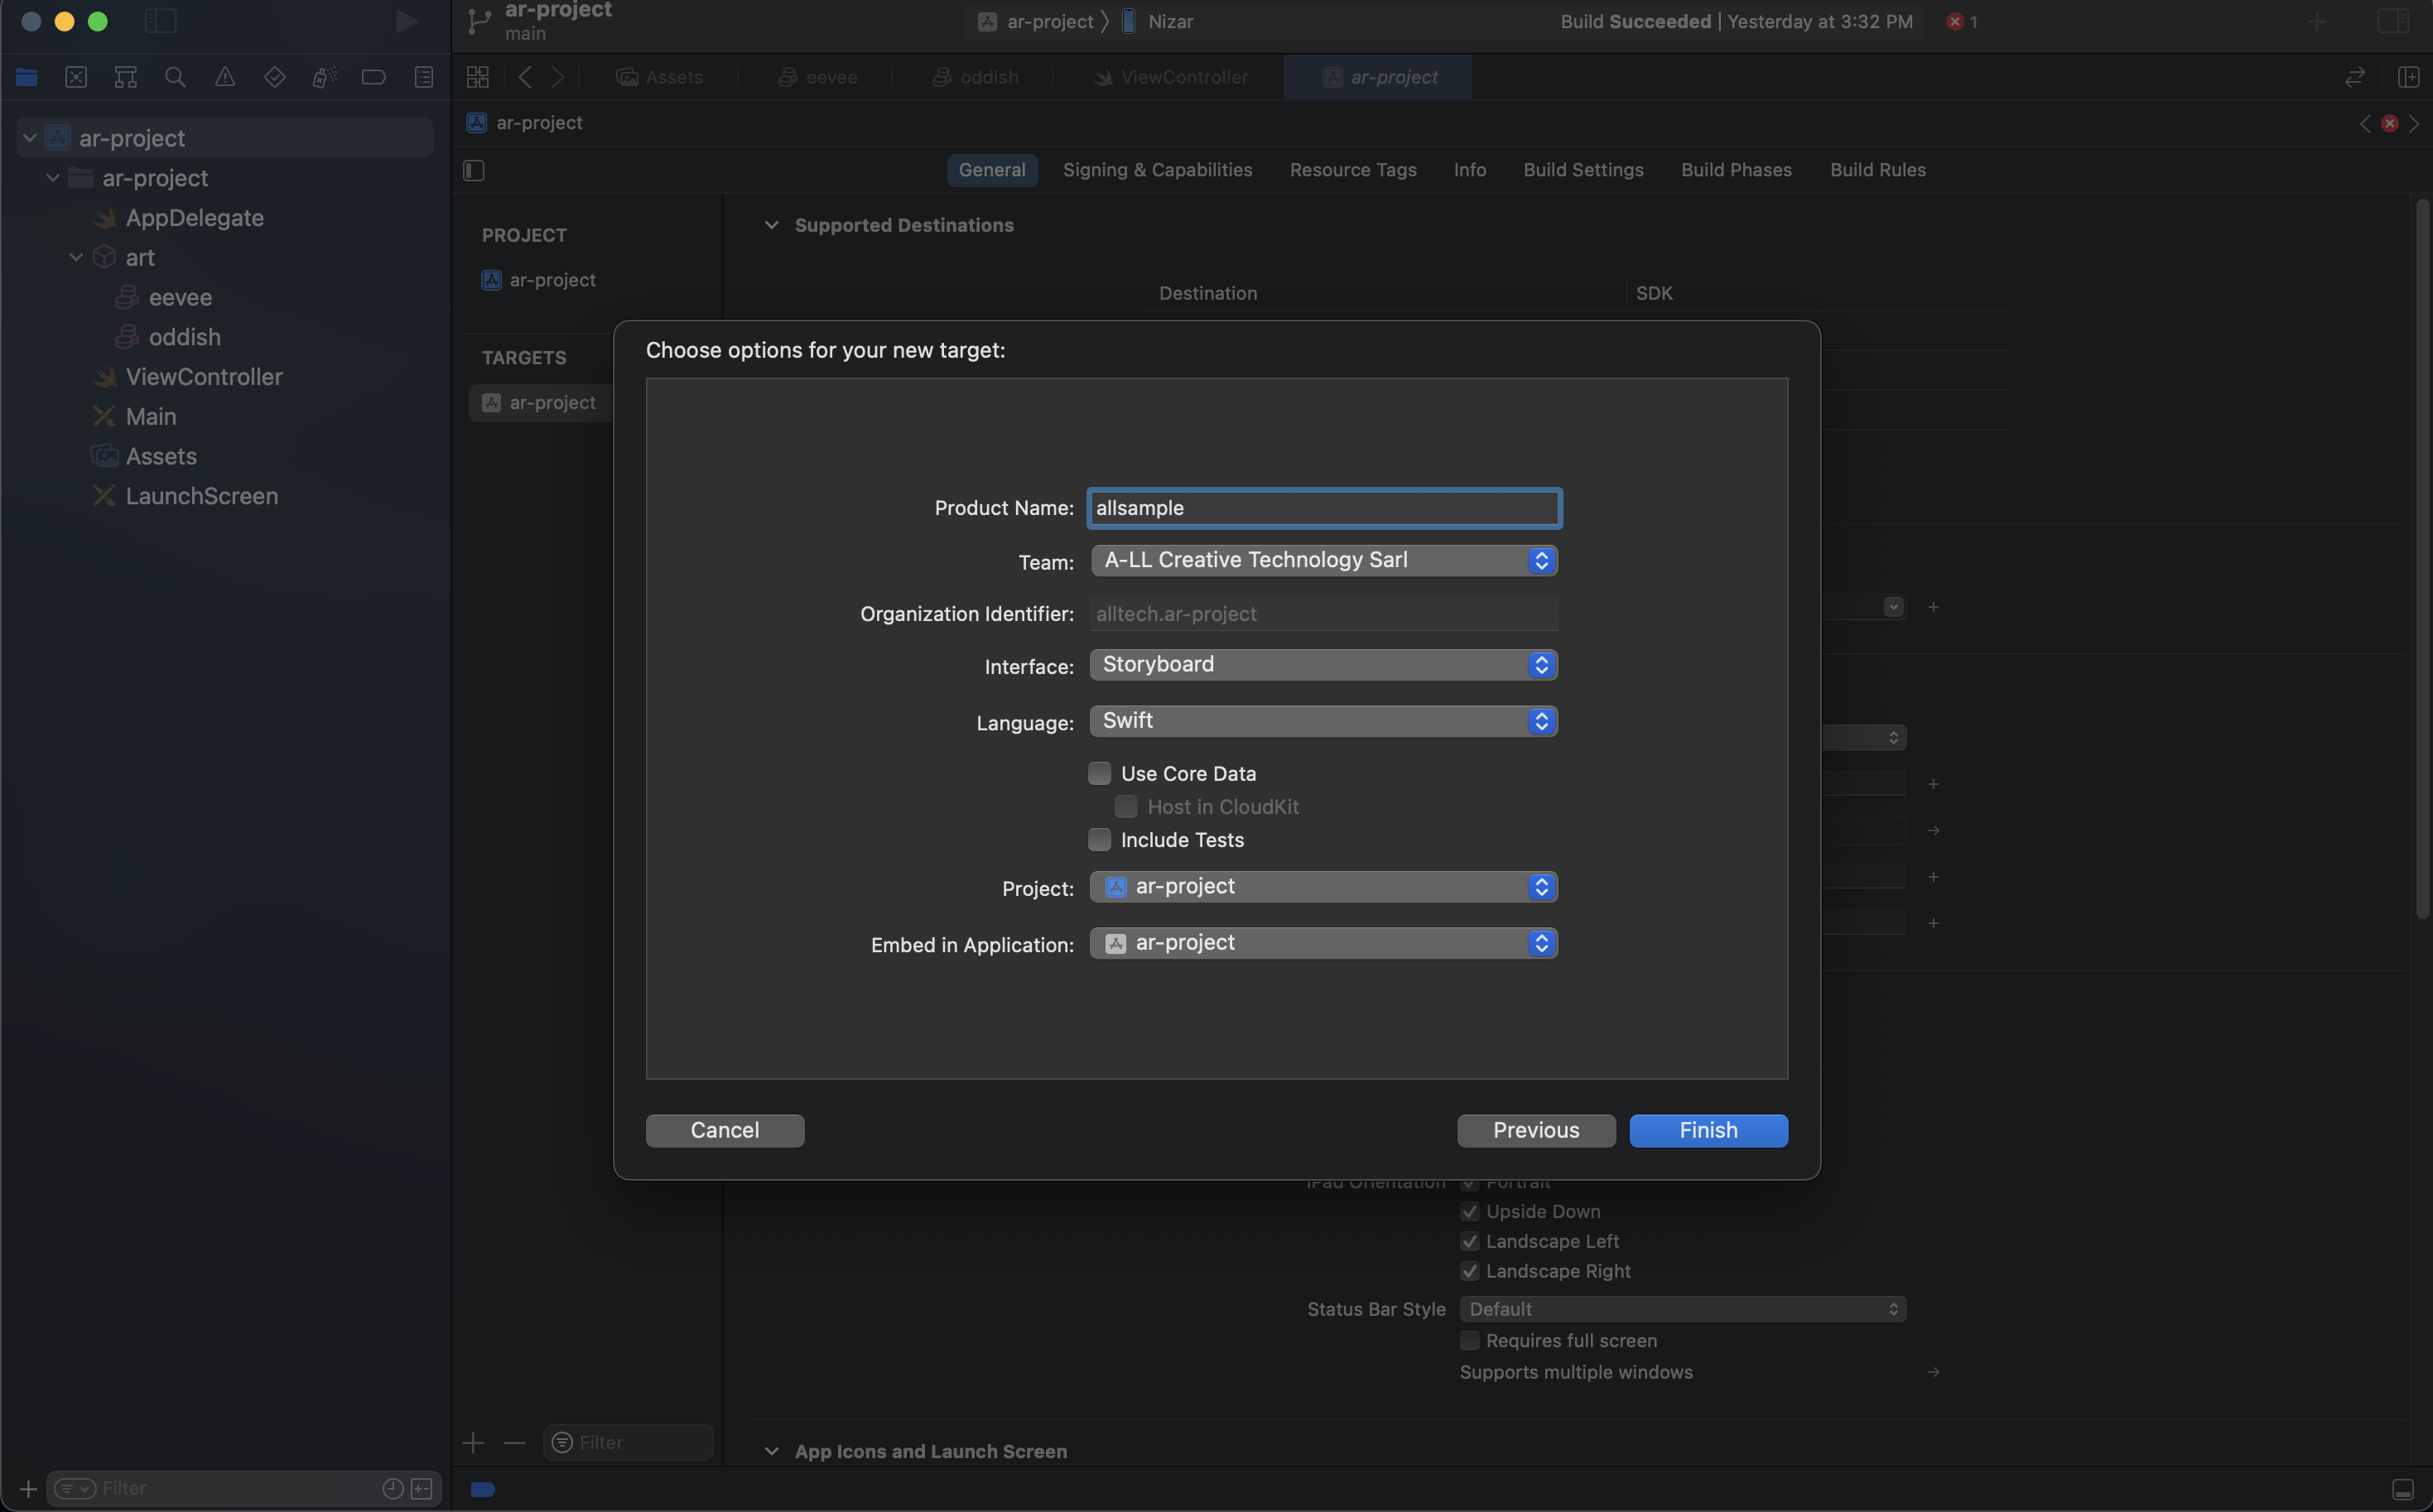 ar-project
main
ar-project
Nizar
Build Succeeded | Yesterday at 3:32 PM
1
Assets
eevee
oddish
ViewController
ar-project
ar-project
ar-project
ar-project
AppDelegate
art
eevee
oddish
ViewController
Main
Assets
LaunchScreen
General
Signing & Capabilities
Resource Tags
Info
Build Settings
Build Phases
Build Rules
PROJECT
ar-project
TARGETS
ar-project
Supported Destinations
Destination
SDK
Choose options for your new target:
Product Name: allsample
Team: A-LL Creative Technology Sarl
Organization Identifier: alltech.ar-project
Interface: Storyboard
Language: Swift
Use Core Data
Host in CloudKit
Include Tests
Project: ar-project
Embed in Application: ar-project
Cancel
Previous
Finish
iPad Orientation
Portrait
Upside Down
Landscape Left
Landscape Right
Status Bar Style
Default
Requires full screen
Supports multiple windows
App Icons and Launch Screen
Filter
Filter